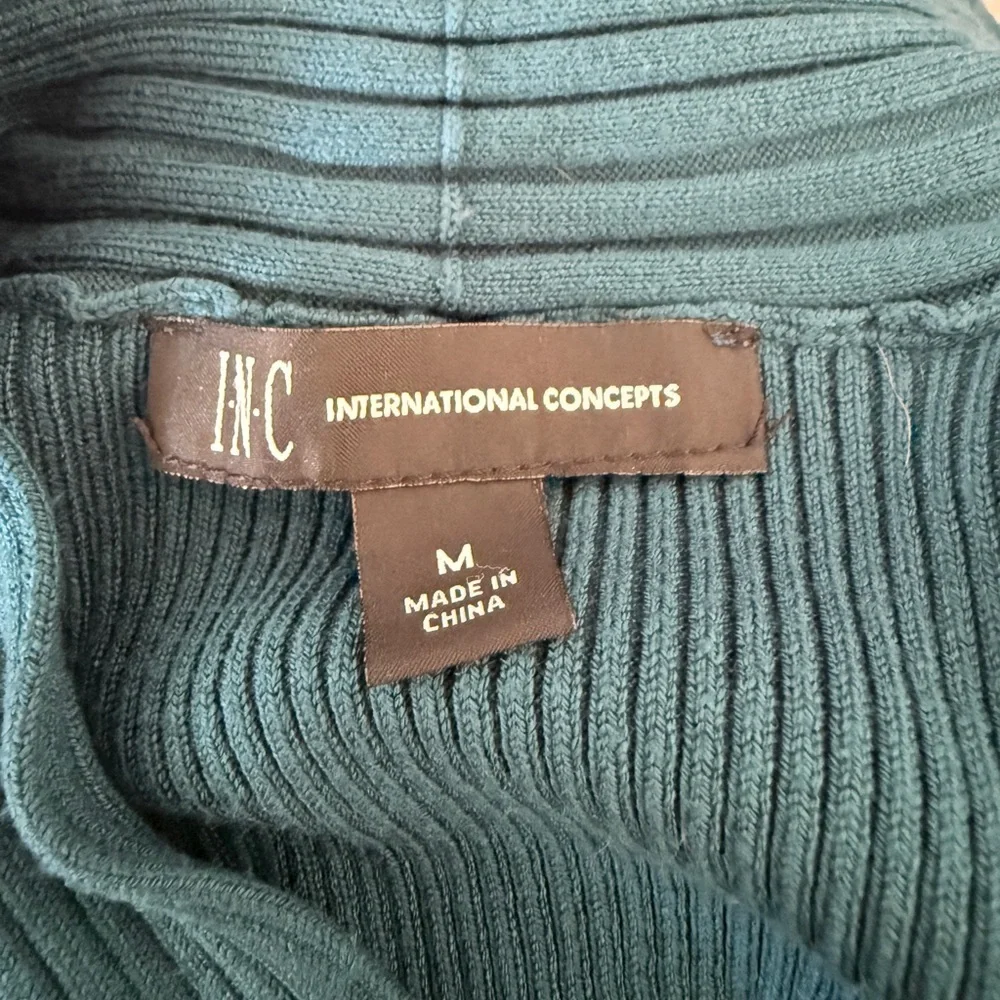 I·N·C INTERNATIONAL CONCEPTS
M
MADE IN
CHINA